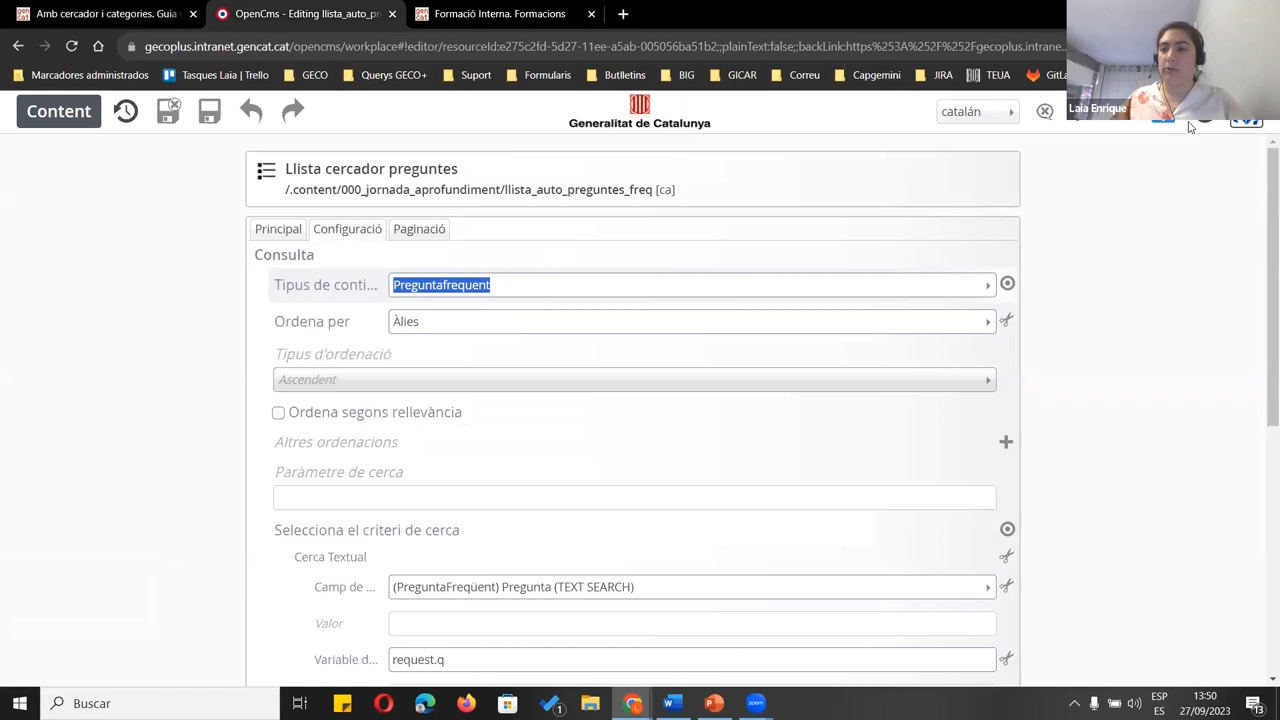 Amb cercador i categories. Guia
OpenCms - Editing llista_auto_pr
Formació Interna. Formacions
gecoplus.intranet.gencat.cat/opencms/workplace#!editor/resourceId:e275c2fd-5d27-11ee-a5ab-005056ba51b2;;plainText:false;;backLink:https%253A%252F%252Fgecoplus.intrane...
Marcadores administrados
Tasques Laia | Trello
GECO
Querys GECO+
Suport
Formularis
Butlletins
BIG
GICAR
Correu
Capgemini
JIRA
TEUA
GitLa
Laia Enrique
Content
Generalitat de Catalunya
catalán
Llista cercador preguntes
/.content/000_jornada_aprofundiment/llista_auto_preguntes_freq [ca]
Principal
Configuració
Paginació
Consulta
Tipus de conti... Preguntafrequent
Ordena per Àlies
Tipus d'ordenació
Ascendent
Ordena segons rellevància
Altres ordenacions
Paràmetre de cerca
Selecciona el criteri de cerca
Cerca Textual
Camp de ... (PreguntaFreqüent) Pregunta (TEXT SEARCH)
Valor
Variable d... request.q
Buscar
1
ESP
ES
13:50
27/09/2023
13